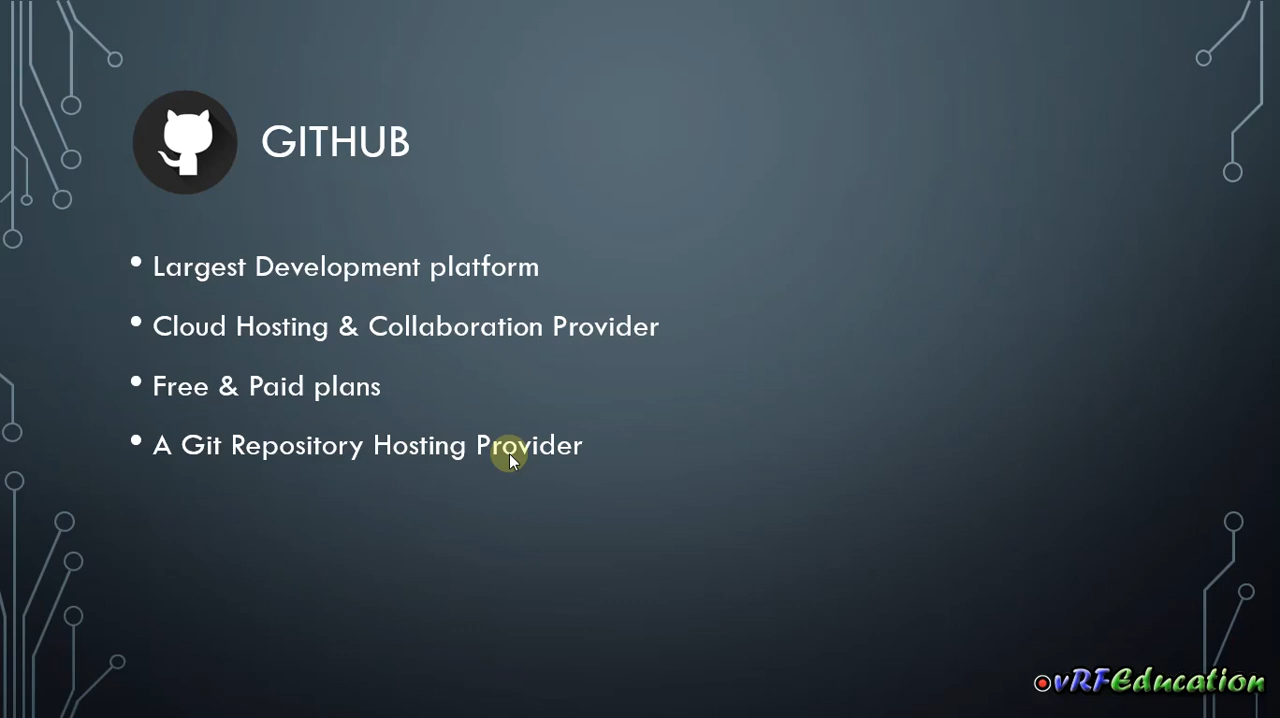 GITHUB
• Largest Development platform
• Cloud Hosting & Collaboration Provider
• Free & Paid plans
• A Git Repository Hosting Provider
vRFEducation